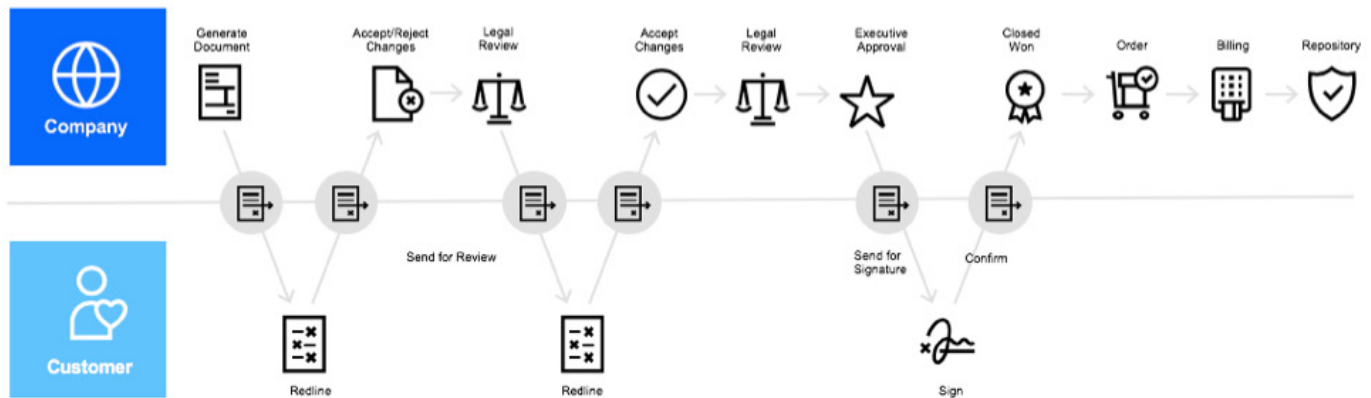 Company
Generate
Document
Accept/Reject
Changes
Legal
Review
Accept
Changes
Legal
Review
Executive
Approval
Closed
Won
Order
Billing
Repository
Send for Review
Send for
Signature
Confirm
Customer
Redline
Redline
Sign